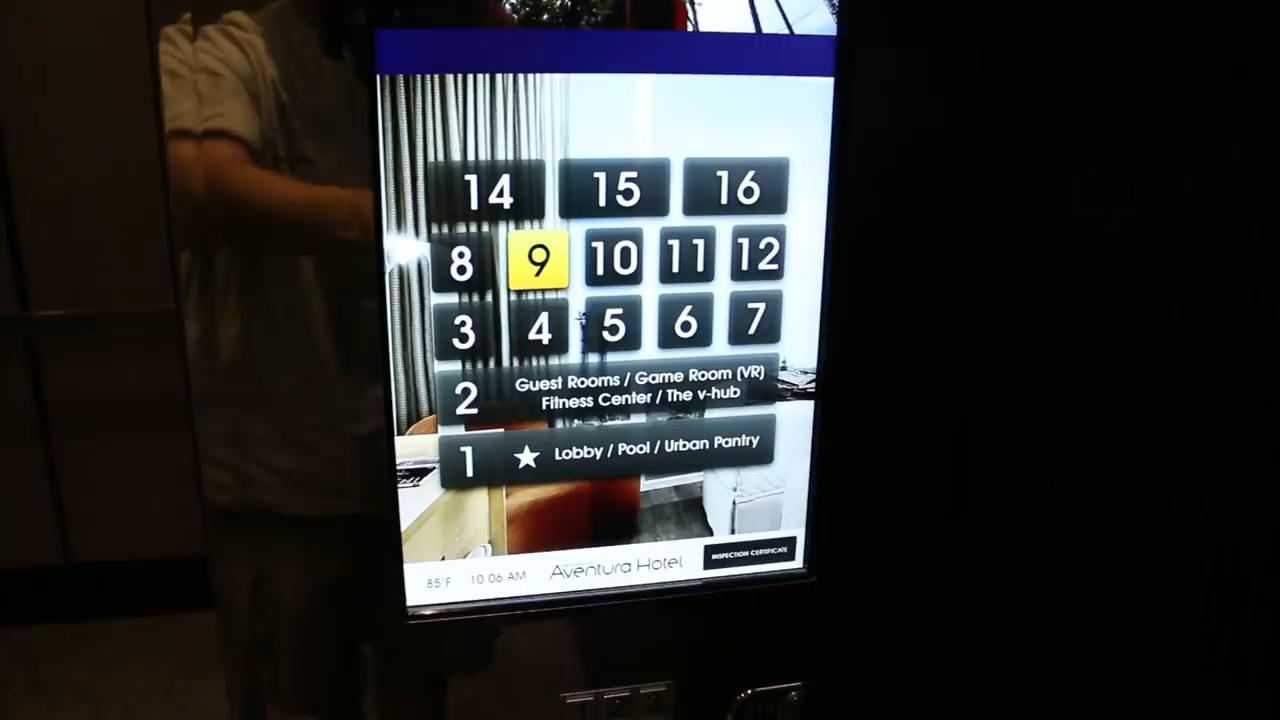 14 15 16
8 9 10 11 12
3 4 5 6 7
2 Guest Rooms / Game Room (VR)
Fitness Center / The v-hub
1 ★ Lobby / Pool / Urban Pantry
85°F 10:06 AM Aventura Hotel INSPECTION CERTIFICATE